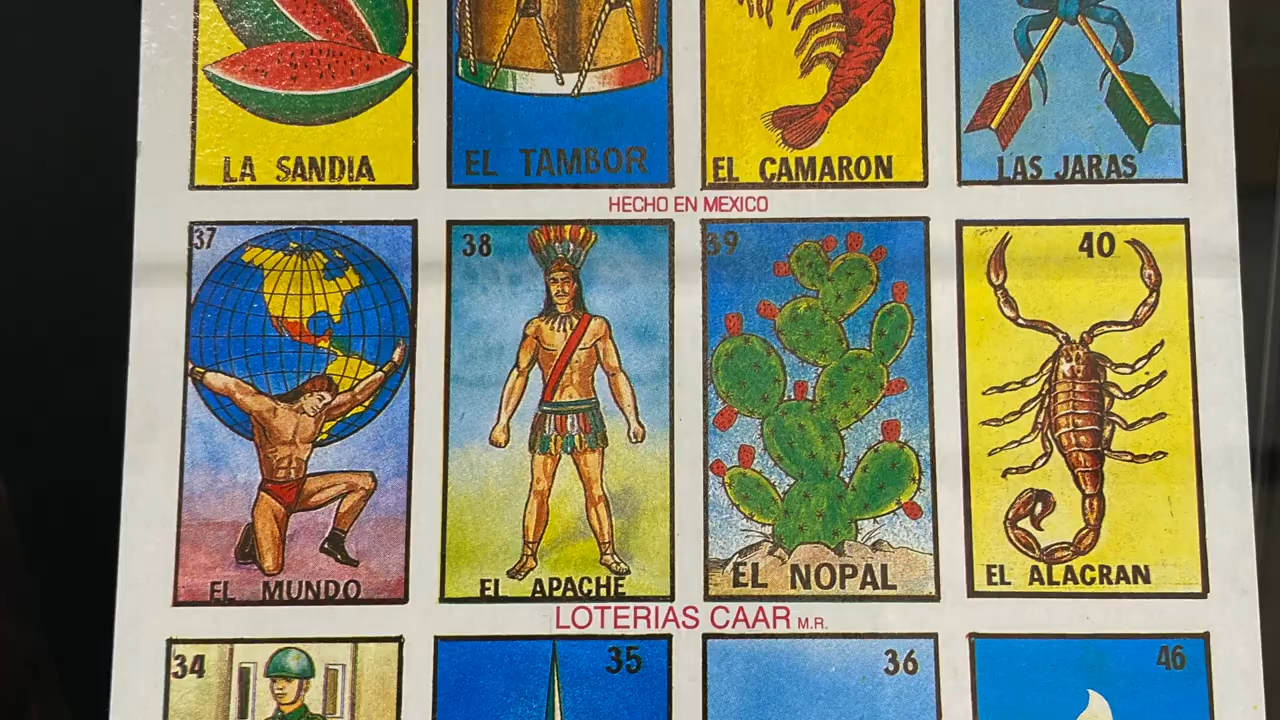 LA SANDIA
EL TAMBOR
EL CAMARON
LAS JARAS
HECHO EN MEXICO
37
38
39
40
EL MUNDO
EL APACHE
EL NOPAL
EL ALACRAN
LOTERIAS CAAR M.R.
34
35
36
46